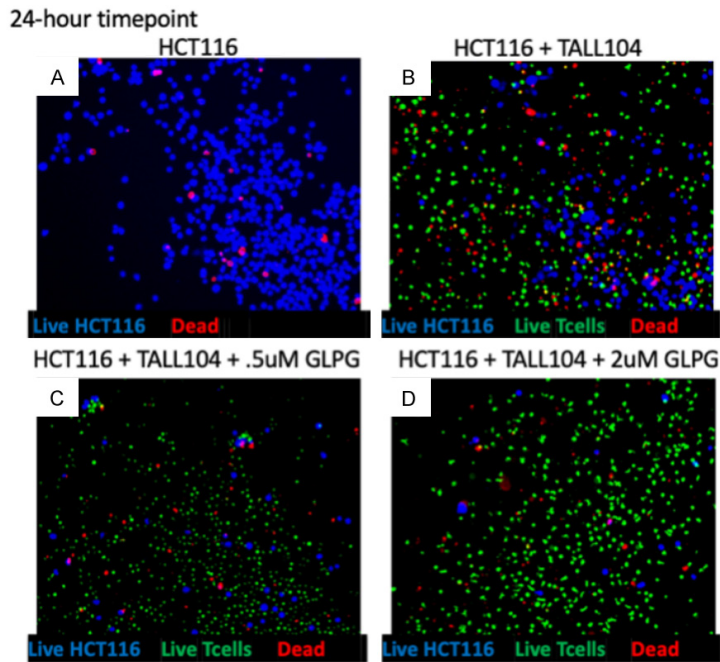 24-hour timepoint
HCT116
HCT116 + TALL104
A
B
Live HCT116 Dead
Live HCT116 Live Tcells Dead
HCT116 + TALL104 + .5uM GLPG
HCT116 + TALL104 + 2uM GLPG
C
D
Live HCT116 Live Tcells Dead
Live HCT116 Live Tcells Dead